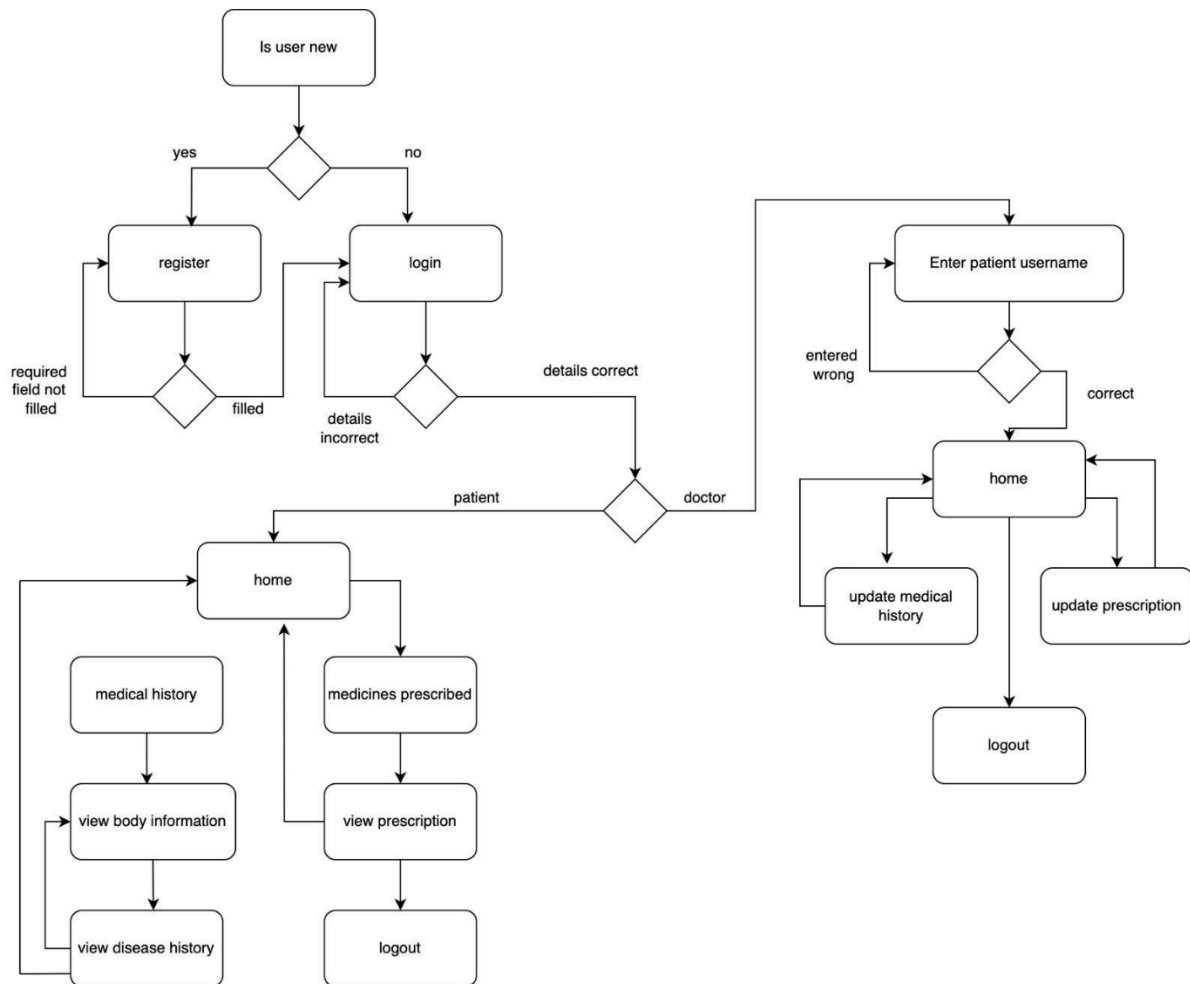 Is user new
yes
no
register
login
Enter patient username
required
field not
filled
filled
details
incorrect
details correct
entered
wrong
correct
patient
doctor
home
home
update medical
history
update prescription
medical history
medicines prescribed
logout
view body information
view prescription
view disease history
logout